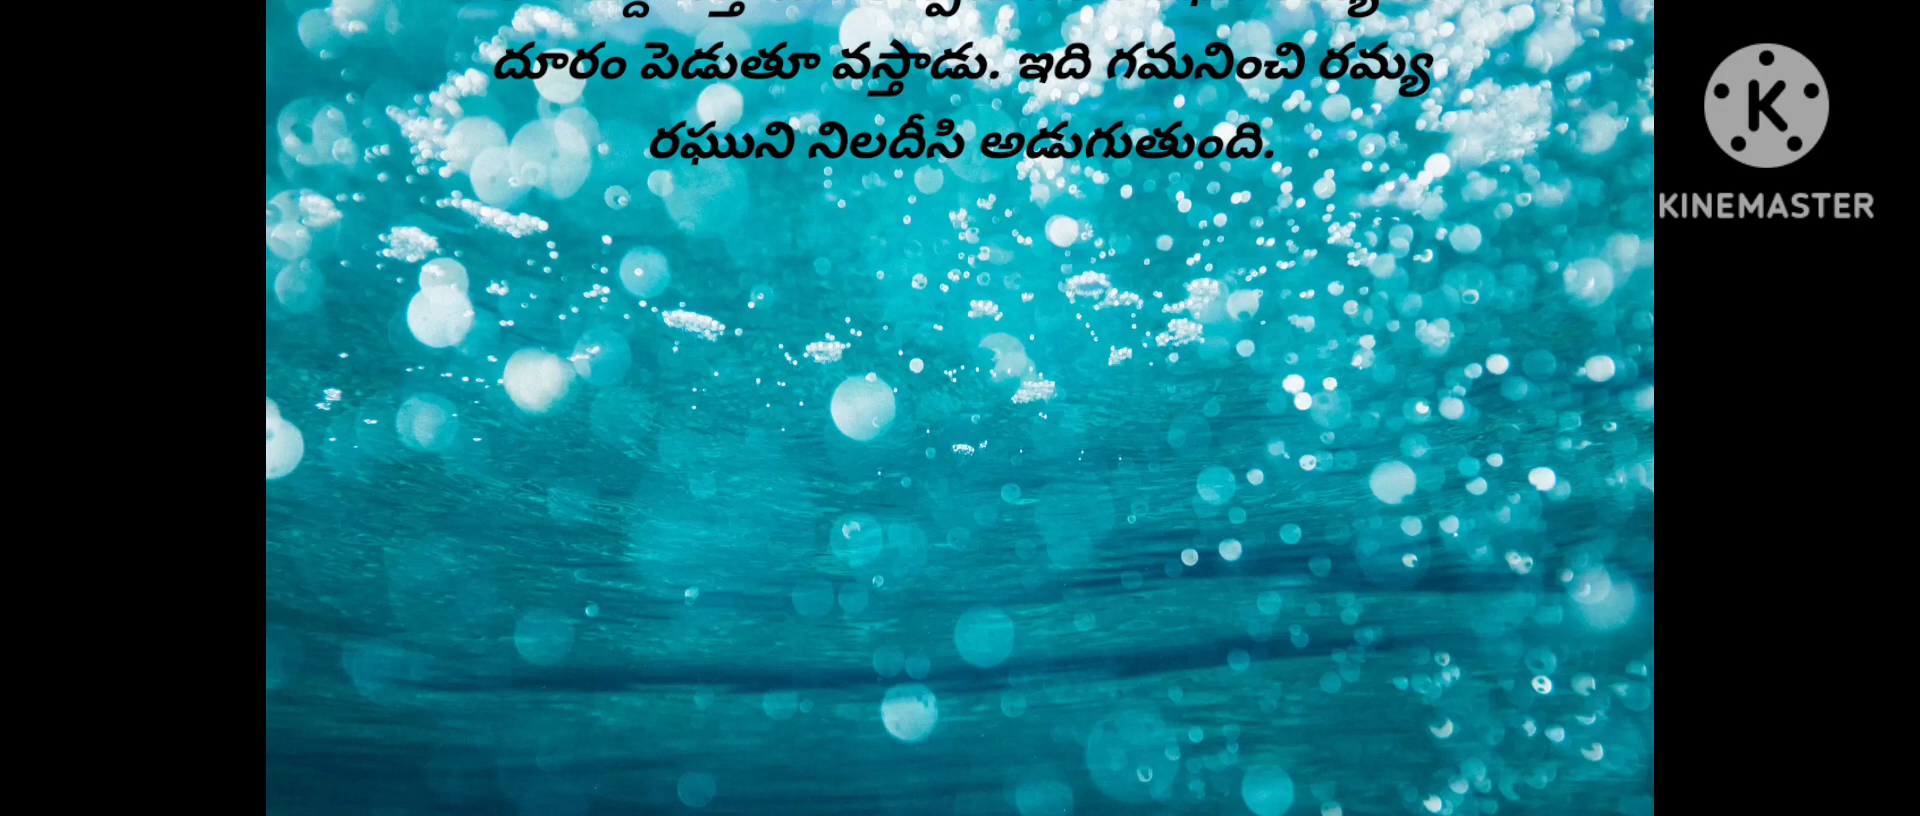 దూరం పెడుతూ వస్తాడు. ఇది గమనించి రమ్య
రఘుని నిలదీసి అడుగుతుంది.
KINEMASTER